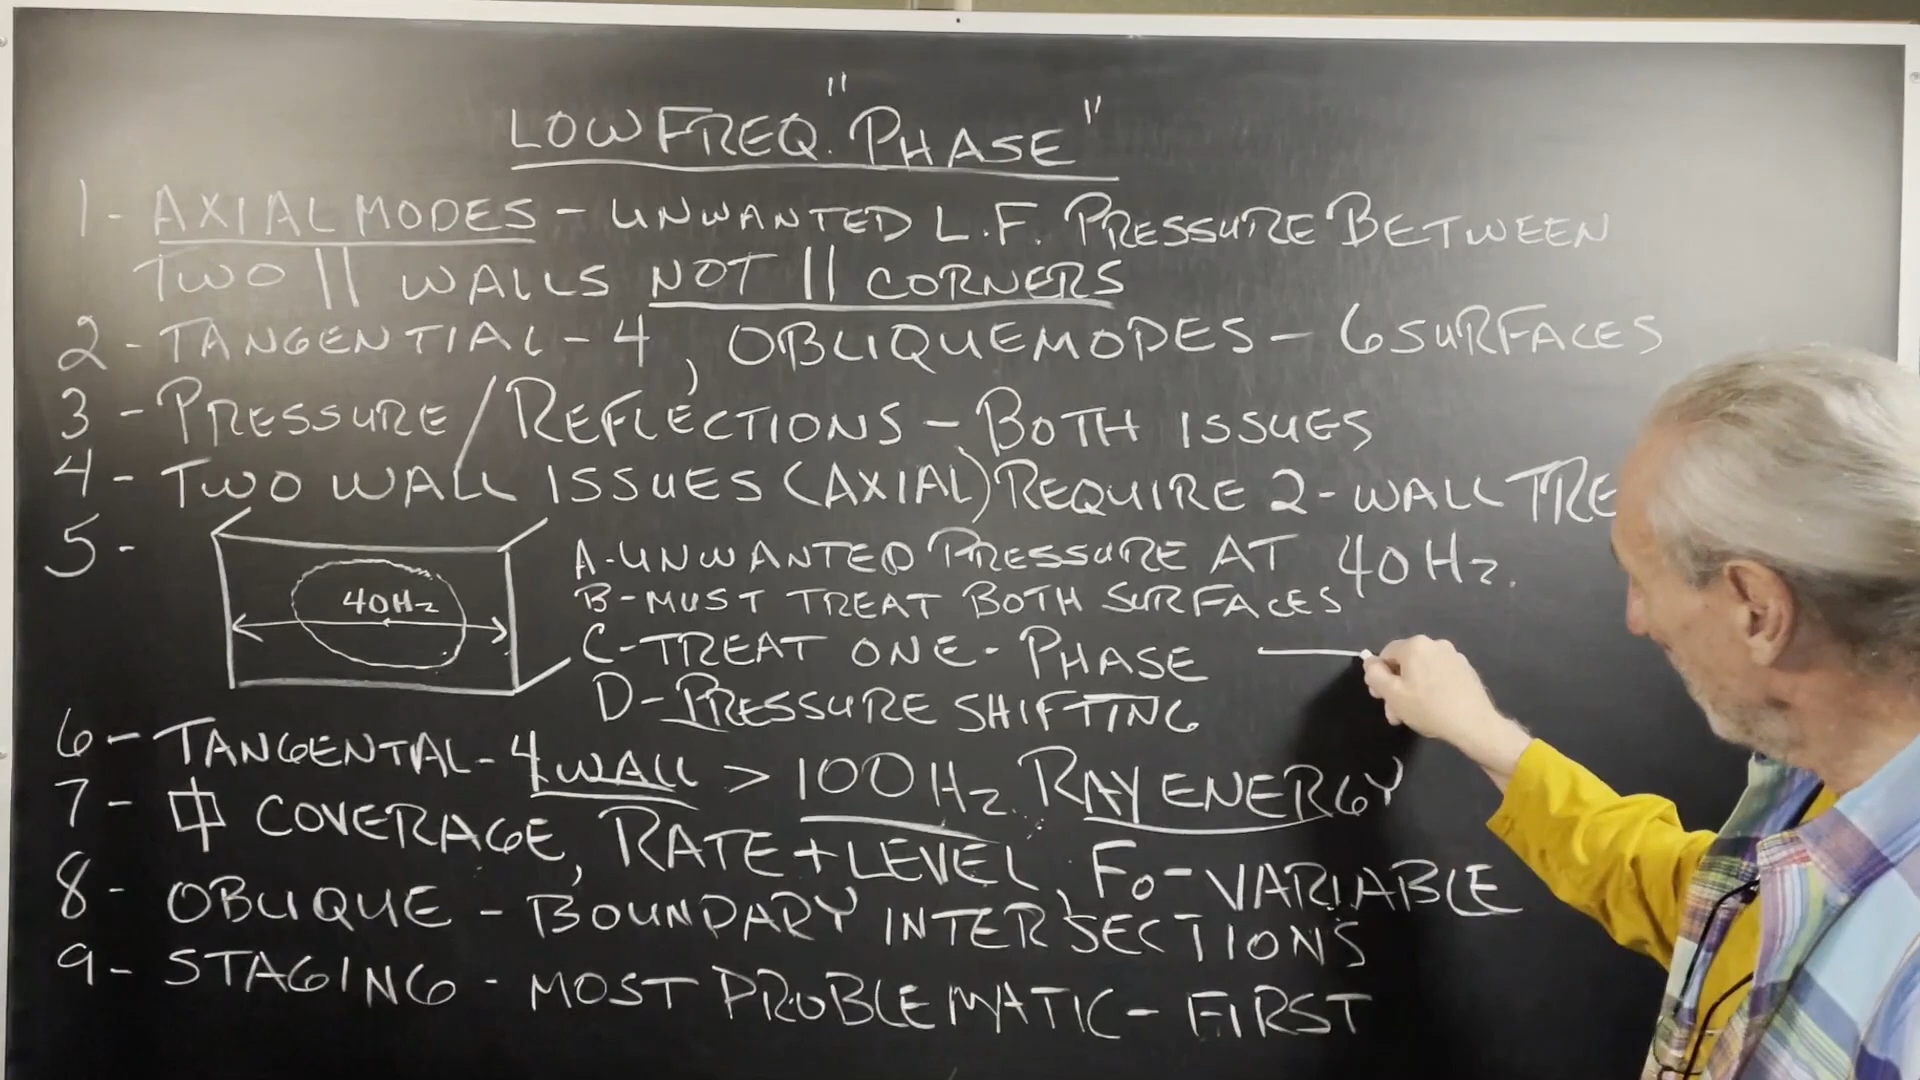 LOW FREQ. "PHASE"
1 - AXIAL MODES - UNWANTED L.F. PRESSURE BETWEEN
TWO || WALLS NOT || CORNERS
2 - TANGENTIAL - 4, OBLIQUE MODES - 6 SURFACES
3 - PRESSURE / REFLECTIONS - BOTH ISSUES
4 - TWO WALL ISSUES (AXIAL) REQUIRE 2-WALL TRE
5 -
40Hz
A - UNWANTED PRESSURE AT 40Hz.
B - MUST TREAT BOTH SURFACES
C - TREAT ONE - PHASE
D - PRESSURE SHIFTING
6 - TANGENTAL - 4 WALL > 100Hz. RAY ENERGY
7 - COVERAGE, RATE + LEVEL, Fo - VARIABLE
8 - OBLIQUE - BOUNDARY INTERSECTIONS
9 - STAGING - MOST PROBLEMATIC - FIRST